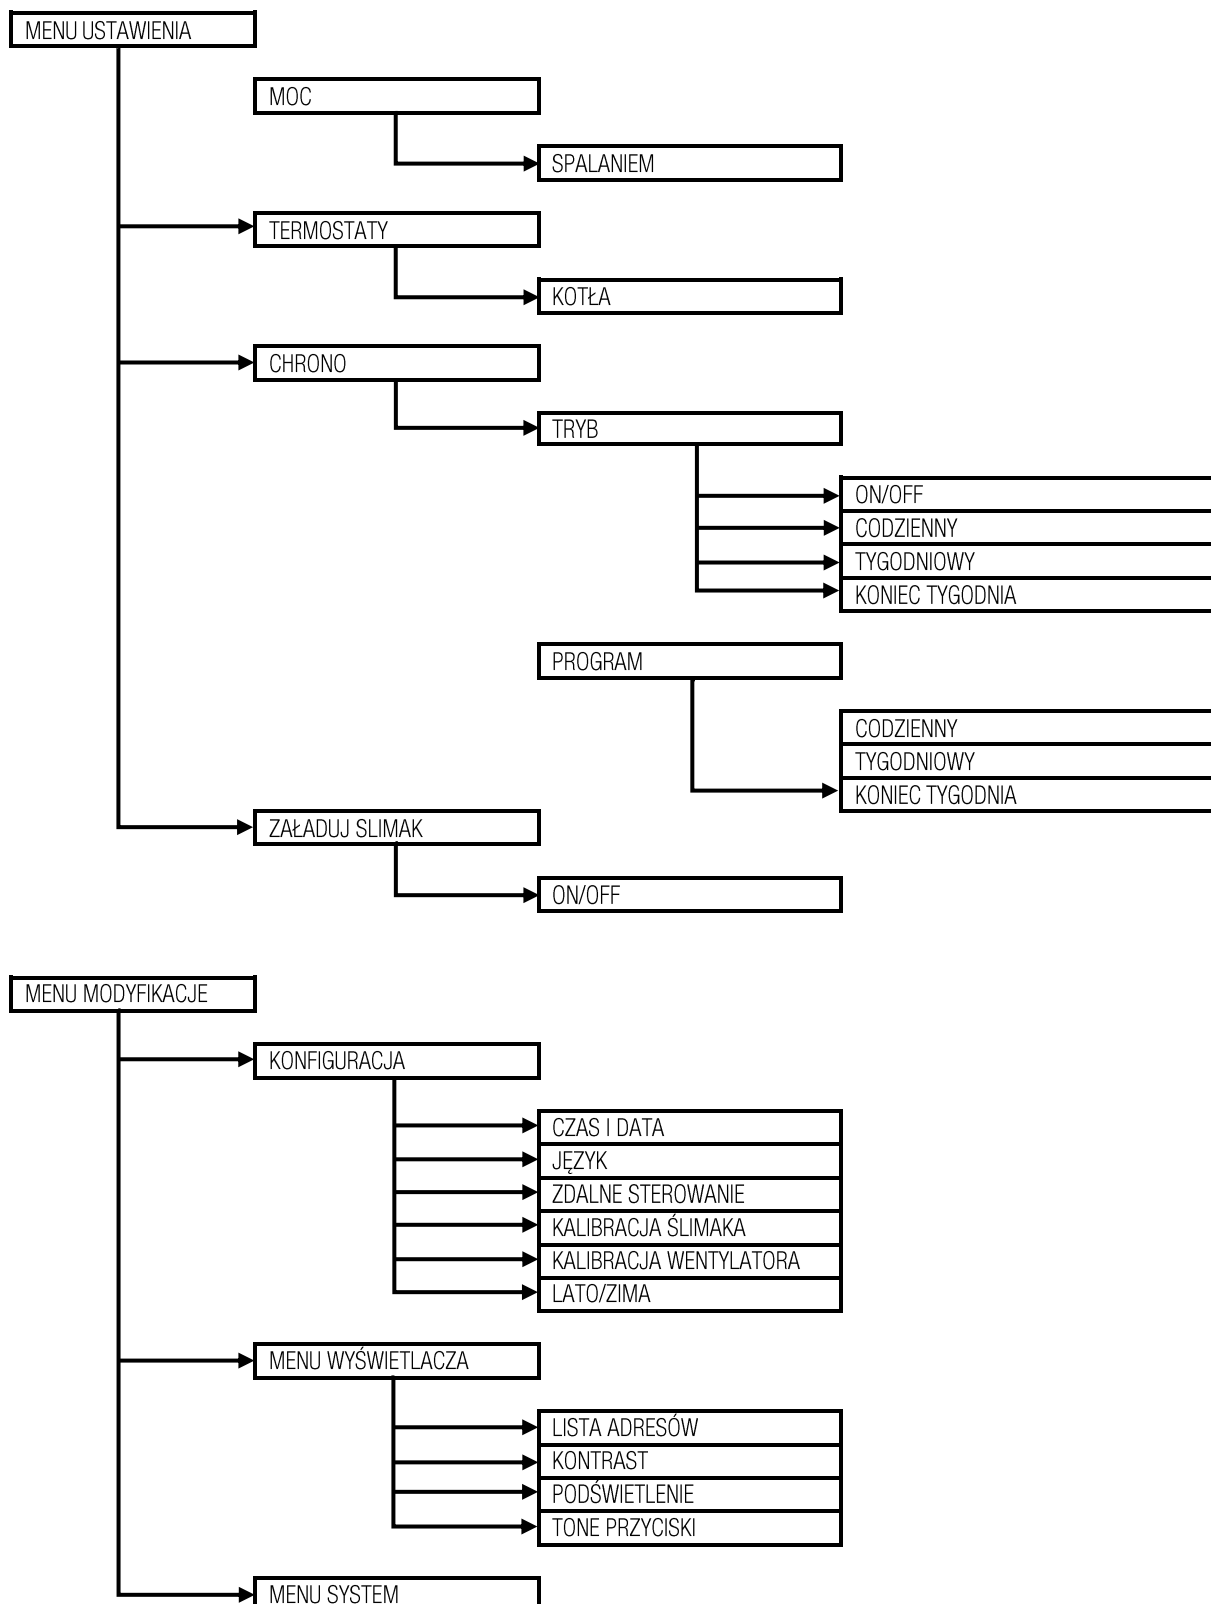 MENU USTAWIENIA
MOC
SPALANIEM
TERMOSTATY
KOTŁA
CHRONO
TRYB
ON/OFF
CODZIENNY
TYGODNIOWY
KONIEC TYGODNIA
PROGRAM
CODZIENNY
TYGODNIOWY
KONIEC TYGODNIA
ZAŁADUJ SLIMAK
ON/OFF
MENU MODYFIKACJE
KONFIGURACJA
CZAS I DATA
JĘZYK
ZDALNE STEROWANIE
KALIBRACJA ŚLIMAKA
KALIBRACJA WENTYLATORA
LATO/ZIMA
MENU WYŚWIETLACZA
LISTA ADRESÓW
KONTRAST
PODŚWIETLENIE
TONE PRZYCISKI
MENU SYSTEM